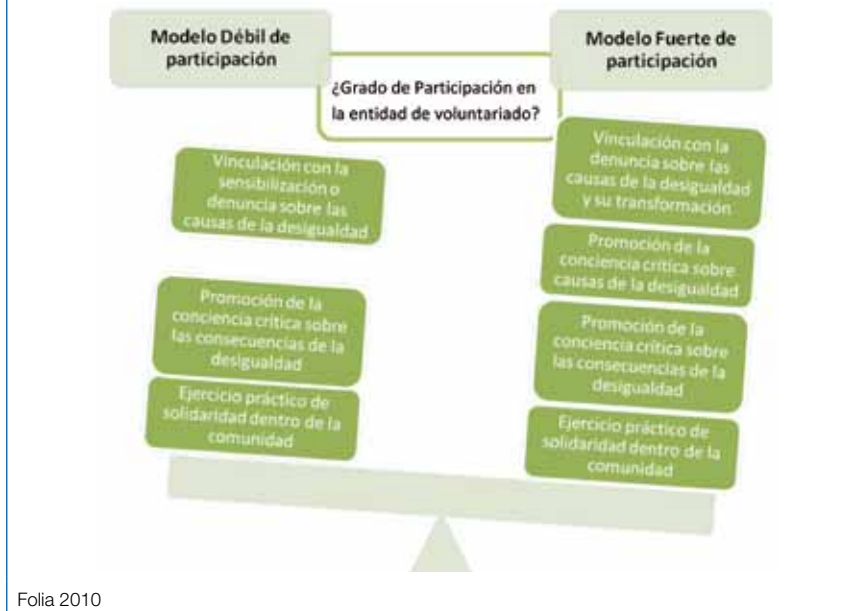 Modelo Débil de
participación
¿Grado de Participación en
la entidad de voluntariado?
Modelo Fuerte de
participación
Vinculación con la
sensibilización o
denuncia sobre las
causas de la desigualdad
Promoción de la
conciencia crítica sobre
las consecuencias de la
desigualdad
Ejercicio práctico de
solidaridad dentro de la
comunidad
Vinculación con la
denuncia sobre las
causas de la desigualdad
y su transformación
Promoción de la
conciencia crítica sobre
causas de la desigualdad
Promoción de la
conciencia crítica sobre
las consecuencias de la
desigualdad
Ejercicio práctico de
solidaridad dentro de la
comunidad
Folia 2010